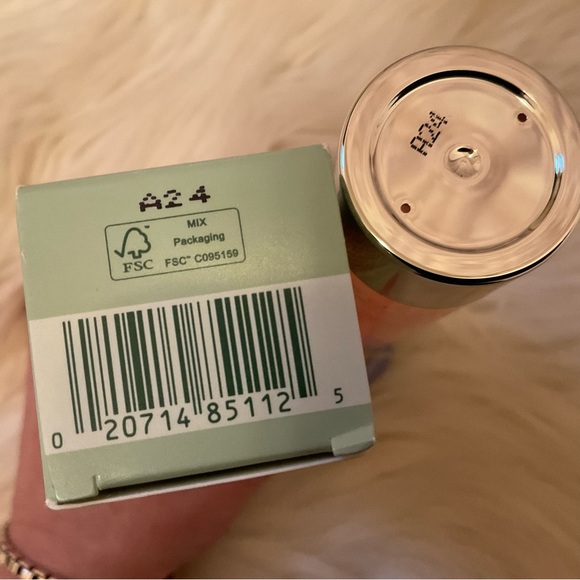 A24
MIX
Packaging
FSC
FSC™ C095159
0 20714 85112 5
A24